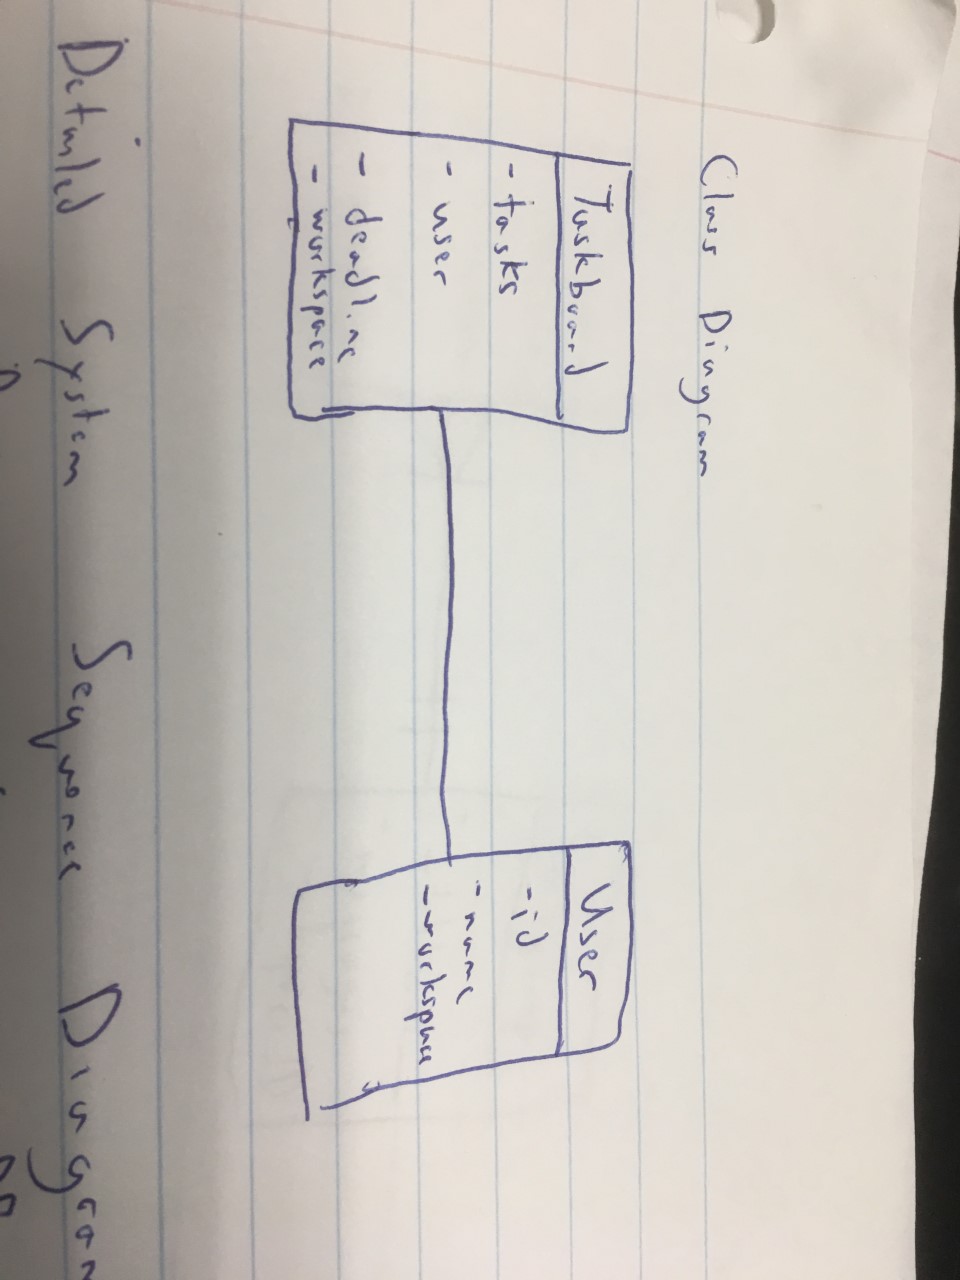 Class Diagram
Taskboard
- tasks
- user
- deadline
- workspace
User
- id
- name
- workspace
Detailed System Sequence Diagram